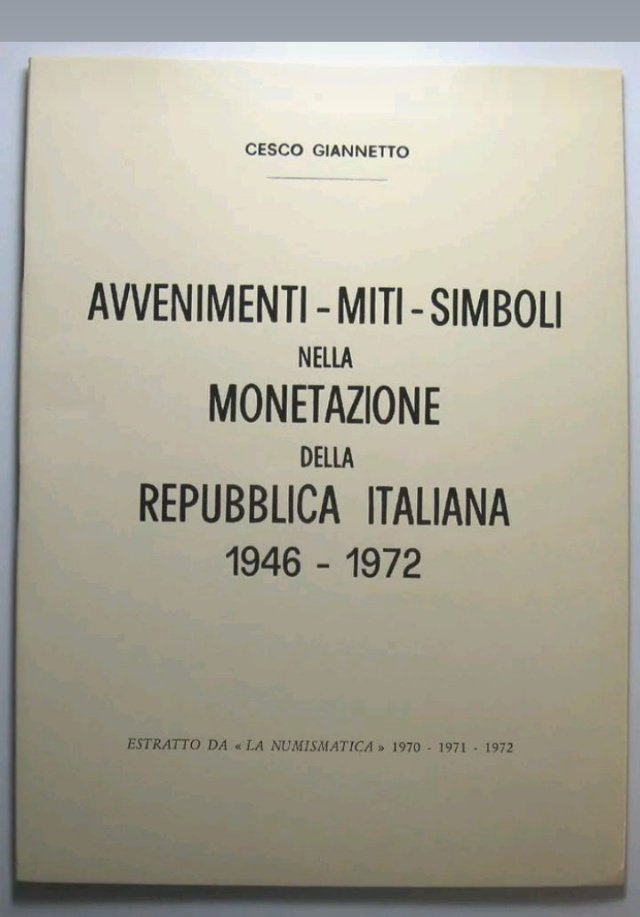 CESCO GIANNETTO
AVVENIMENTI - MITI - SIMBOLI
NELLA
MONETAZIONE
DELLA
REPUBBLICA ITALIANA
1946 - 1972
ESTRATTO DA « LA NUMISMATICA » 1970 - 1971 - 1972